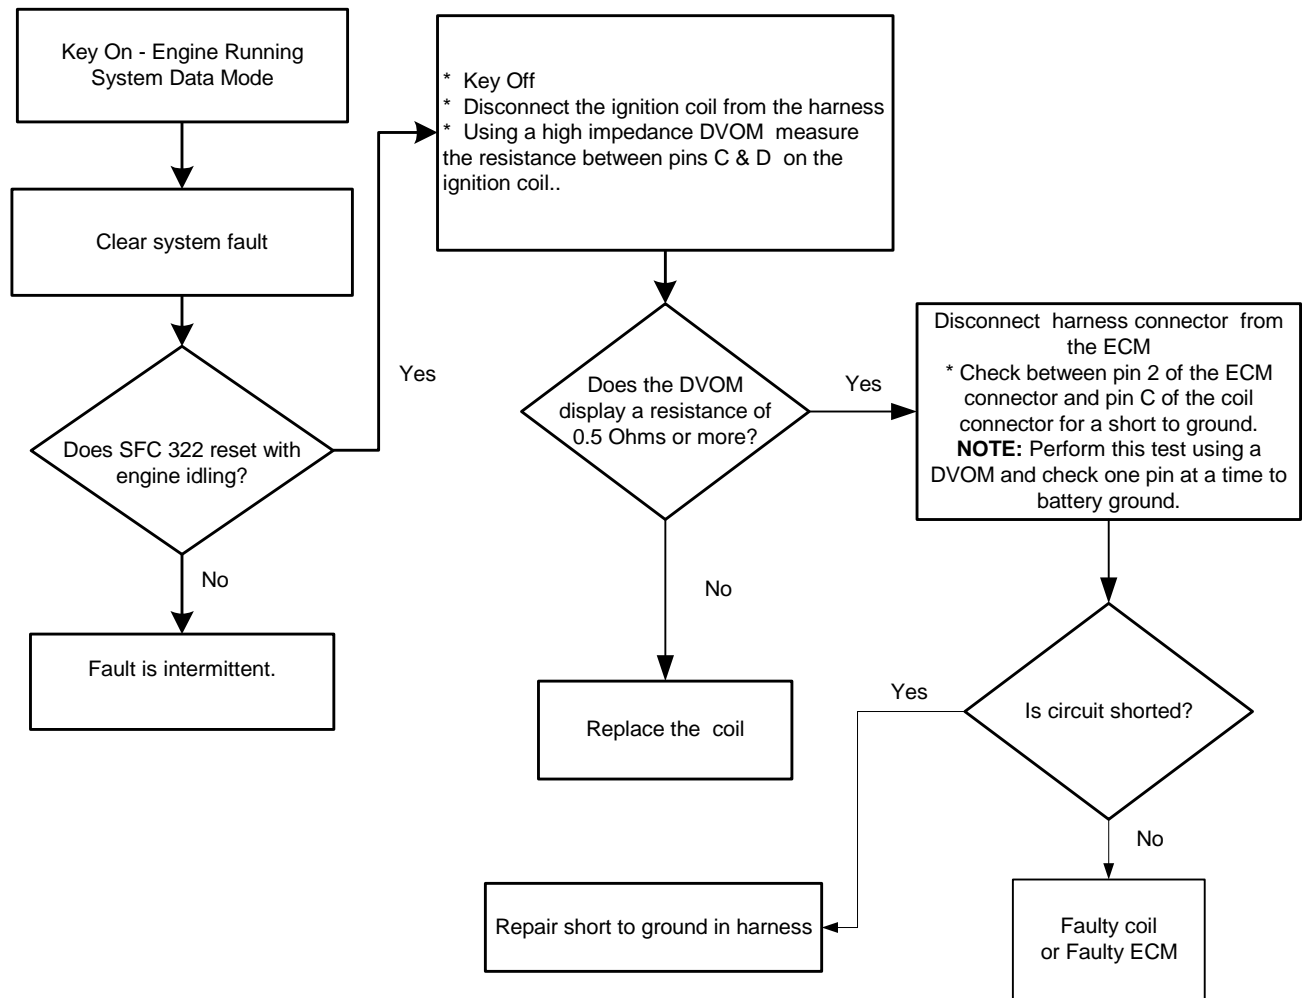 Key On - Engine Running
System Data Mode
Clear system fault
Does SFC 322 reset with
engine idling?
Yes
No
Fault is intermittent.
* Key Off
* Disconnect the ignition coil from the harness
* Using a high impedance DVOM measure
the resistance between pins C & D on the
ignition coil..
Does the DVOM
display a resistance of
0.5 Ohms or more?
Yes
No
Replace the coil
Disconnect harness connector from
the ECM
* Check between pin 2 of the ECM
connector and pin C of the coil
connector for a short to ground.
NOTE: Perform this test using a
DVOM and check one pin at a time to
battery ground.
Is circuit shorted?
Yes
No
Repair short to ground in harness
Faulty coil
or Faulty ECM